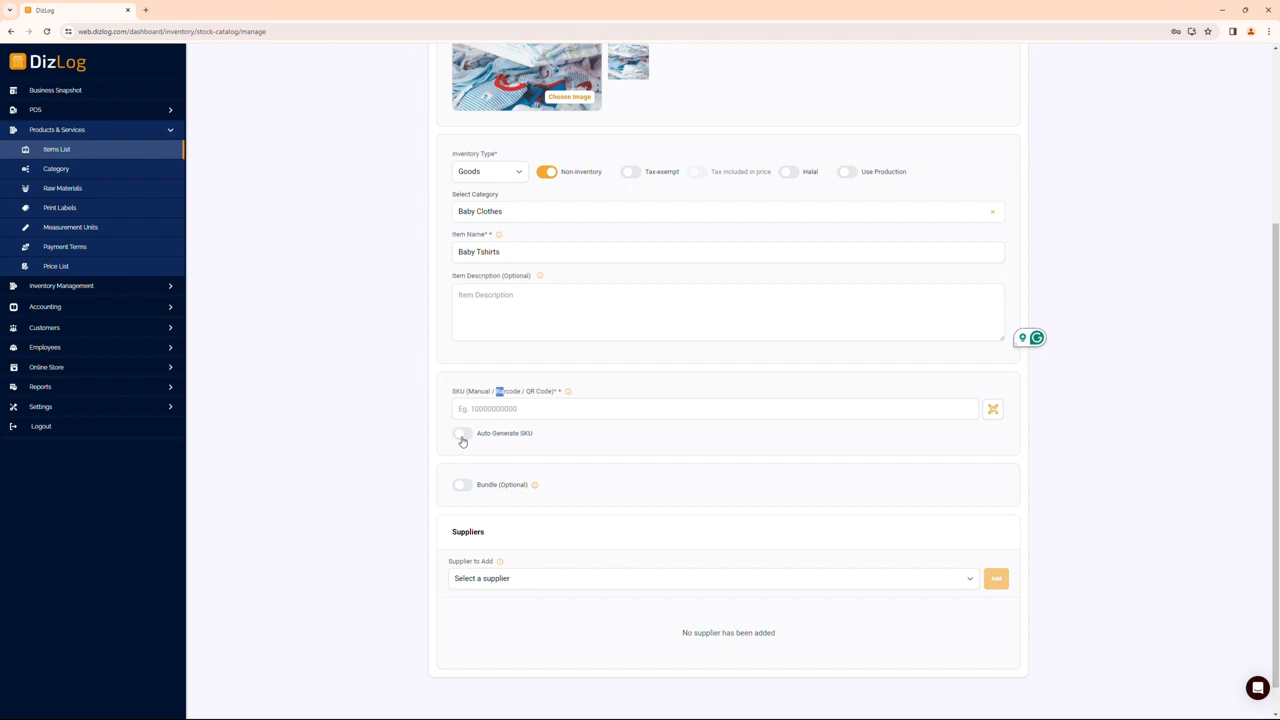 DizLog
web.dizlog.com/dashboard/inventory/stock-catalog/manage
DizLog
Business Snapshot
POS
Products & Services
Items List
Category
Raw Materials
Print Labels
Measurement Units
Payment Terms
Price List
Inventory Management
Accounting
Customers
Employees
Online Store
Reports
Settings
Logout
Choose Image
Inventory Type*
Goods Non-inventory Tax-exempt Tax included in price Halal Use Production
Select Category
Baby Clothes
Item Name* *
Baby Tshirts
Item Description (Optional)
Item Description
SKU (Manual / Barcode / QR Code)* *
Eg. 10000000000
Auto Generate SKU
Bundle (Optional)
Suppliers
Supplier to Add
Select a supplier Add
No supplier has been added